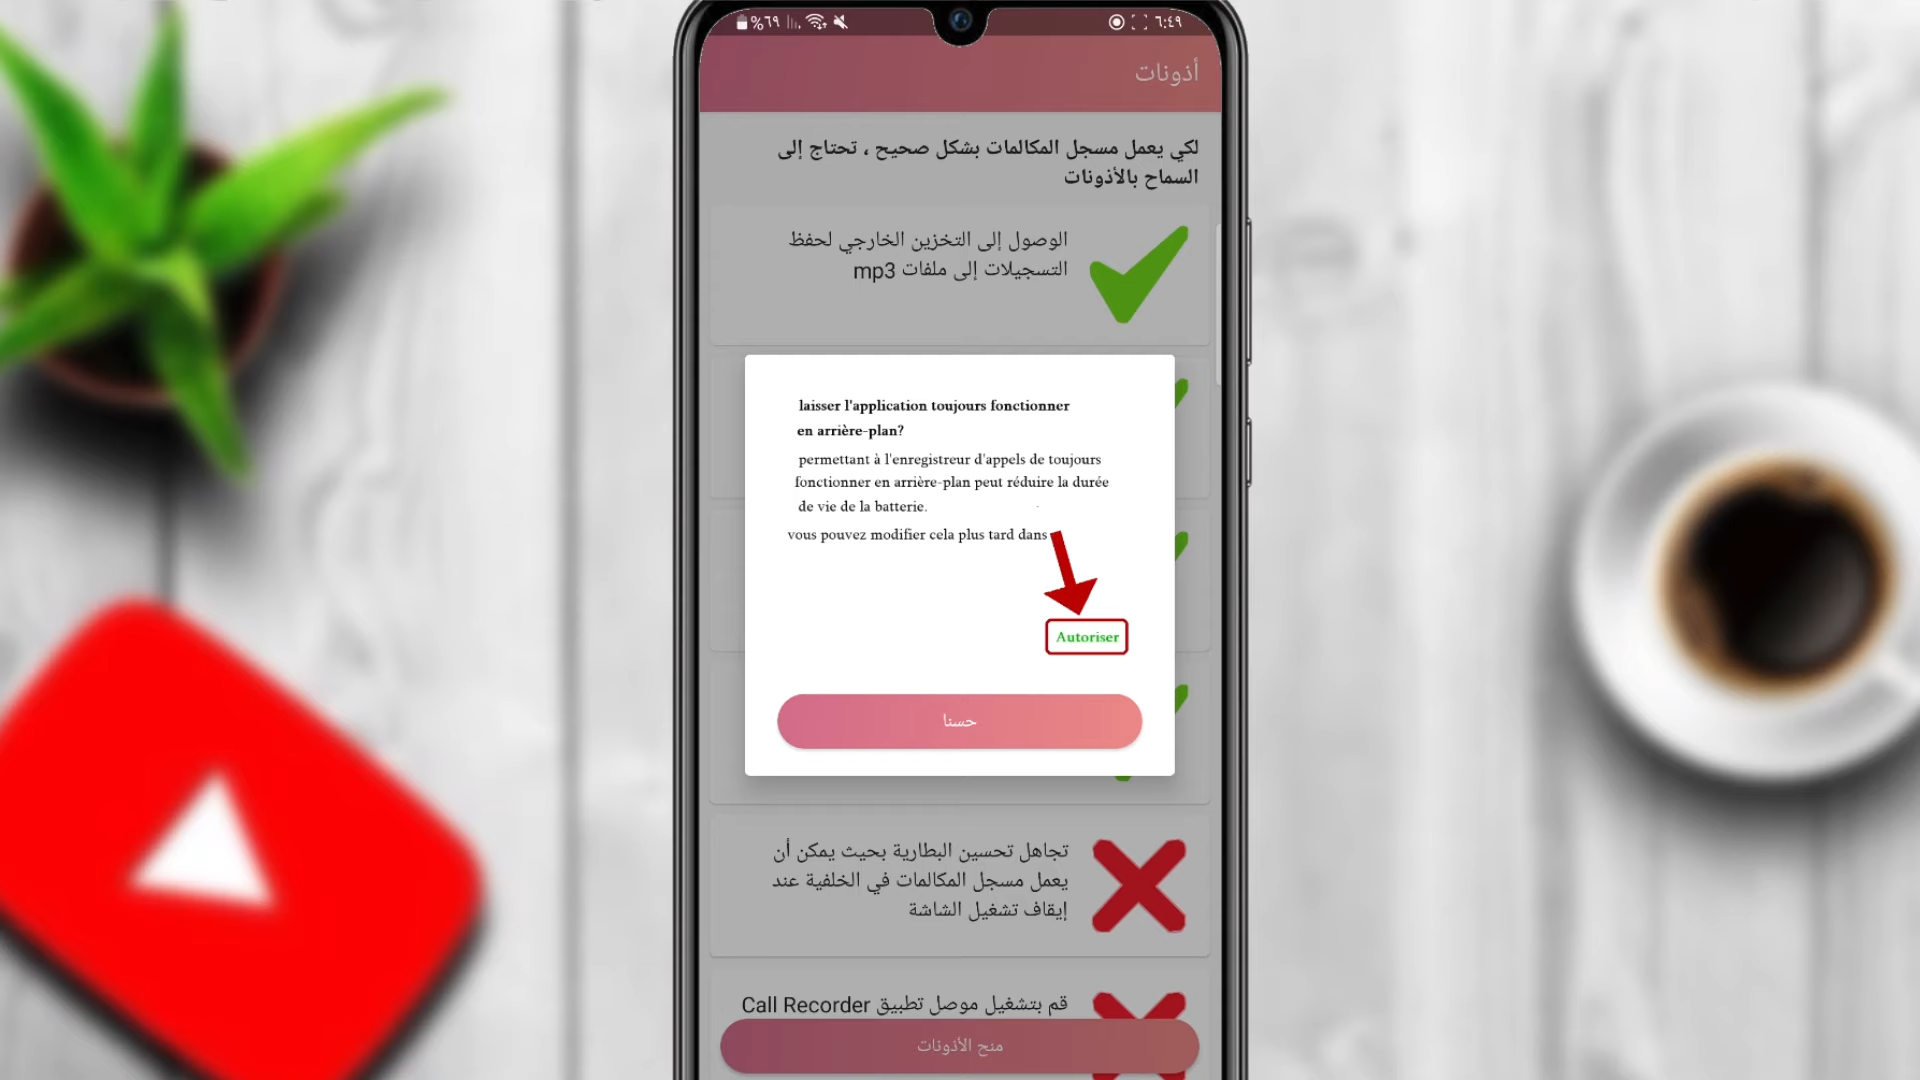 %٦٩ ٦:٤٩
أذونات
لكي يعمل مسجل المكالمات بشكل صحيح ، تحتاج إلى
السماح بالأذونات
الوصول إلى التخزين الخارجي لحفظ
التسجيلات إلى ملفات mp3
laisser l'application toujours fonctionner
en arrière-plan?
permettant à l'enregistreur d'appels de toujours
fonctionner en arrière-plan peut réduire la durée
de vie de la batterie.
vous pouvez modifier cela plus tard dans
Autoriser
حسنا
تجاهل تحسين البطارية بحيث يمكن أن
يعمل مسجل المكالمات في الخلفية عند
إيقاف تشغيل الشاشة
قم بتشغيل موصل تطبيق Call Recorder
منح الأذونات